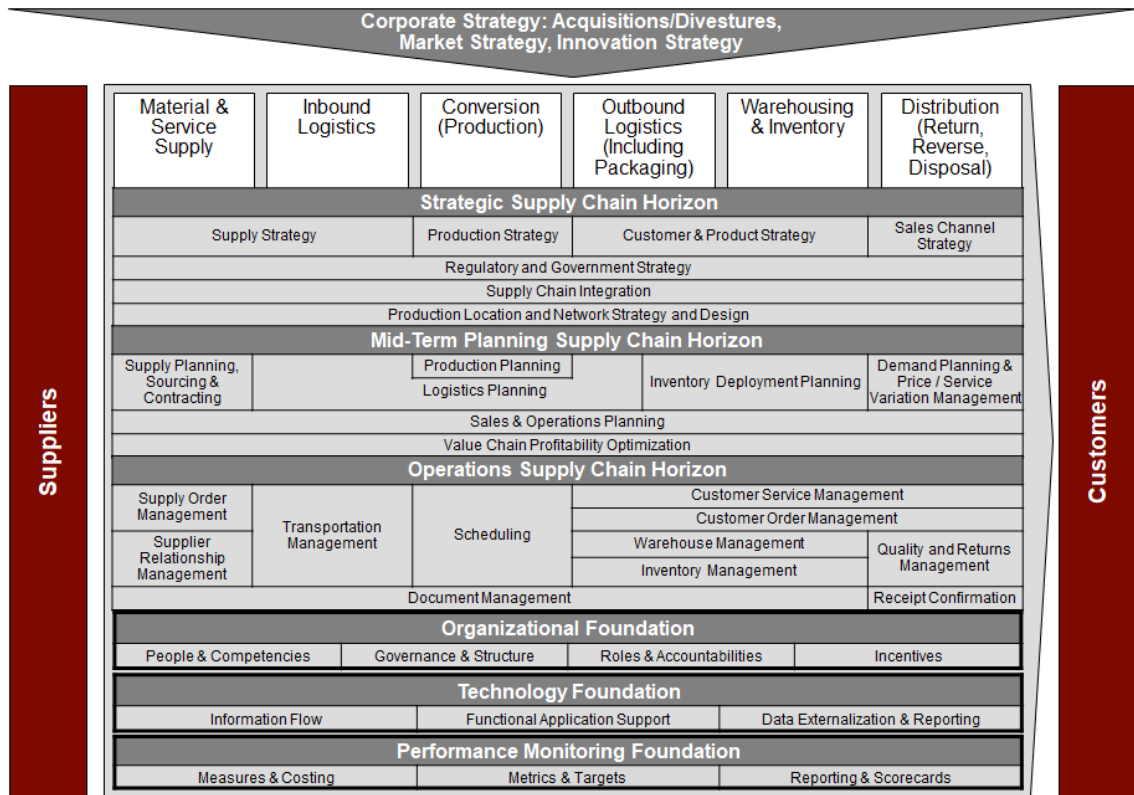 Corporate Strategy: Acquisitions/Divestures,
Market Strategy, Innovation Strategy
Suppliers
Material &
Service
Supply
Inbound
Logistics
Conversion
(Production)
Outbound
Logistics
(Including
Packaging)
Warehousing
& Inventory
Distribution
(Return,
Reverse,
Disposal)
Strategic Supply Chain Horizon
Supply Strategy
Production Strategy
Customer & Product Strategy
Sales Channel
Strategy
Regulatory and Government Strategy
Supply Chain Integration
Production Location and Network Strategy and Design
Mid-Term Planning Supply Chain Horizon
Supply Planning,
Sourcing &
Contracting
Production Planning
Logistics Planning
Inventory Deployment Planning
Demand Planning &
Price / Service
Variation Management
Sales & Operations Planning
Value Chain Profitability Optimization
Operations Supply Chain Horizon
Supply Order
Management
Supplier
Relationship
Management
Transportation
Management
Scheduling
Customer Service Management
Customer Order Management
Warehouse Management
Inventory Management
Quality and Returns
Management
Document Management
Receipt Confirmation
Organizational Foundation
People & Competencies
Governance & Structure
Roles & Accountabilities
Incentives
Technology Foundation
Information Flow
Functional Application Support
Data Externalization & Reporting
Performance Monitoring Foundation
Measures & Costing
Metrics & Targets
Reporting & Scorecards
Customers